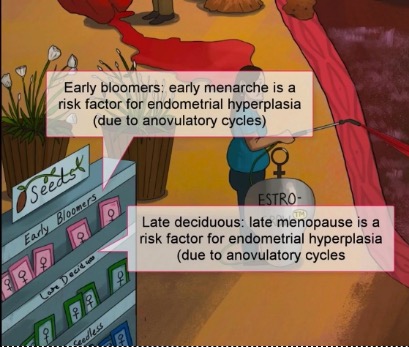 Early bloomers: early menarche is a
risk factor for endometrial hyperplasia
(due to anovulatory cycles)
Seeds
Early Bloomers
ESTRO-
Late deciduous: late menopause is a
risk factor for endometrial hyperplasia
(due to anovulatory cycles
Late Deciduous
Seedless